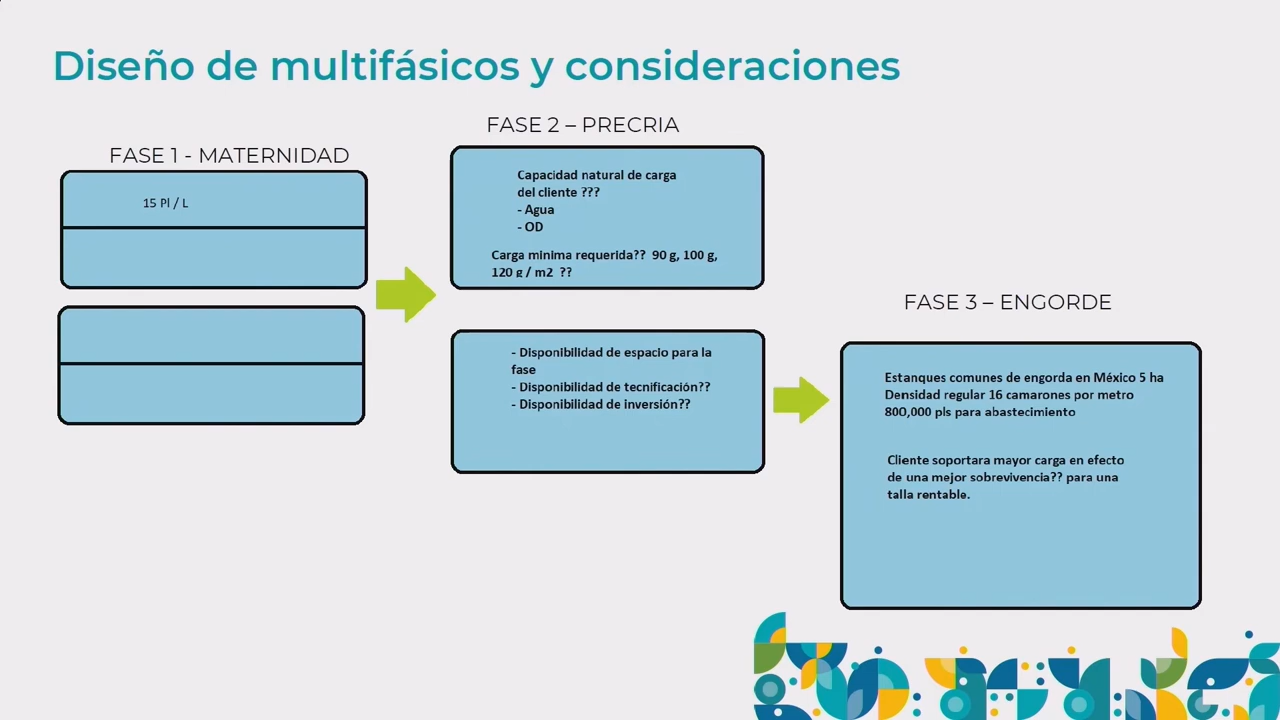 Diseño de multifásicos y consideraciones
FASE 1 - MATERNIDAD
15 Pl / L
FASE 2 – PRECRIA
Capacidad natural de carga
del cliente ???
- Agua
- OD
Carga minima requerida?? 90 g, 100 g,
120 g / m2 ??
- Disponibilidad de espacio para la
fase
- Disponibilidad de tecnificación??
- Disponibilidad de inversión??
FASE 3 – ENGORDE
Estanques comunes de engorda en México 5 ha
Densidad regular 16 camarones por metro
800,000 pls para abastecimiento
Cliente soportara mayor carga en efecto
de una mejor sobrevivencia?? para una
talla rentable.